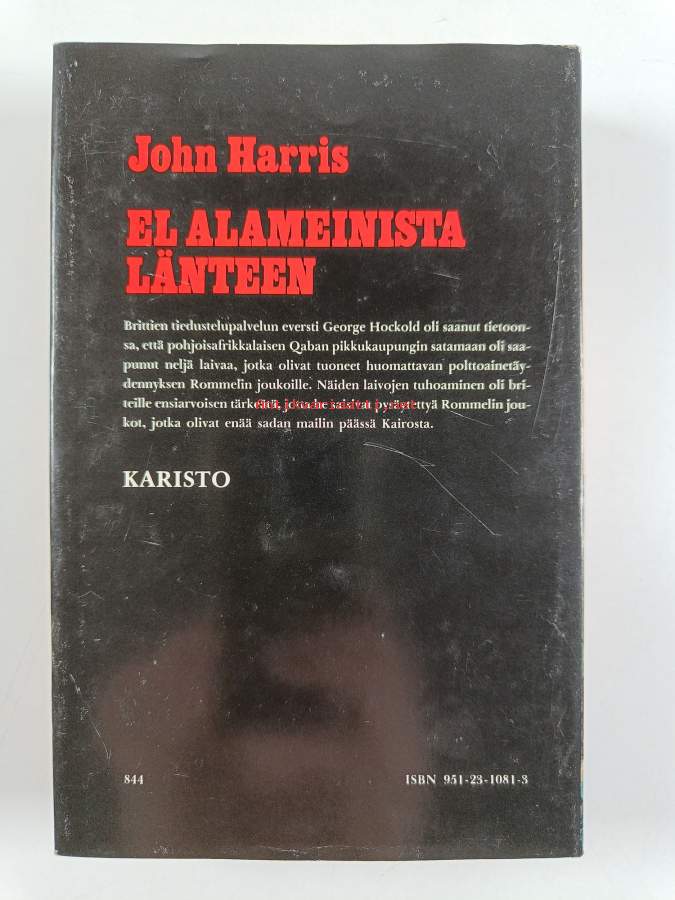 John Harris
EL ALAMEINISTA
LÄNTEEN
Brittien tiedustelupalvelun eversti George Hockold oli saanut tietoon-
sa, että pohjoisafrikkalaisen Qaban pikkukaupungin satamaan oli saa-
punut neljä laivaa, jotka olivat tuoneet huomattavan polttoainetäy-
dennyksen Rommelin joukoille. Näiden laivojen tuhoaminen oli bri-
teille ensiarvoisen tärkeätä, jotta he saisivat pysäytettyä Rommelin jou-
kot, jotka olivat enää sadan mailin päässä Kairosta.
KARISTO
844
ISBN 951-23-1081-3